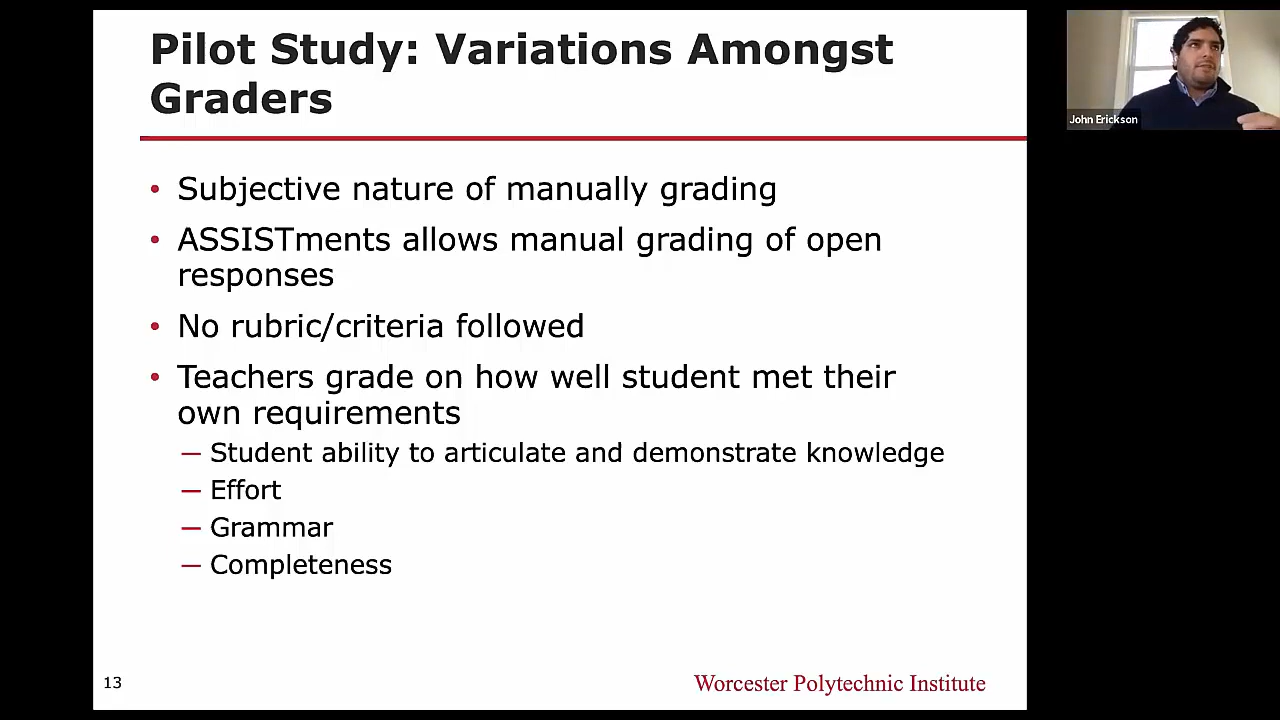 Pilot Study: Variations Amongst
Graders
• Subjective nature of manually grading
• ASSISTments allows manual grading of open
responses
• No rubric/criteria followed
• Teachers grade on how well student met their
own requirements
— Student ability to articulate and demonstrate knowledge
— Effort
— Grammar
— Completeness
13
Worcester Polytechnic Institute
John Erickson